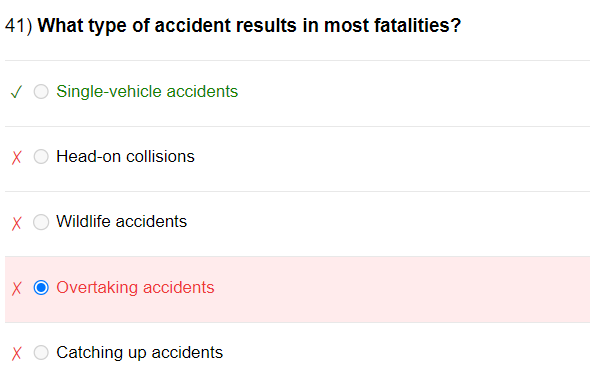 41) What type of accident results in most fatalities?
✓ Single-vehicle accidents
✗ Head-on collisions
✗ Wildlife accidents
✗ Overtaking accidents
✗ Catching up accidents